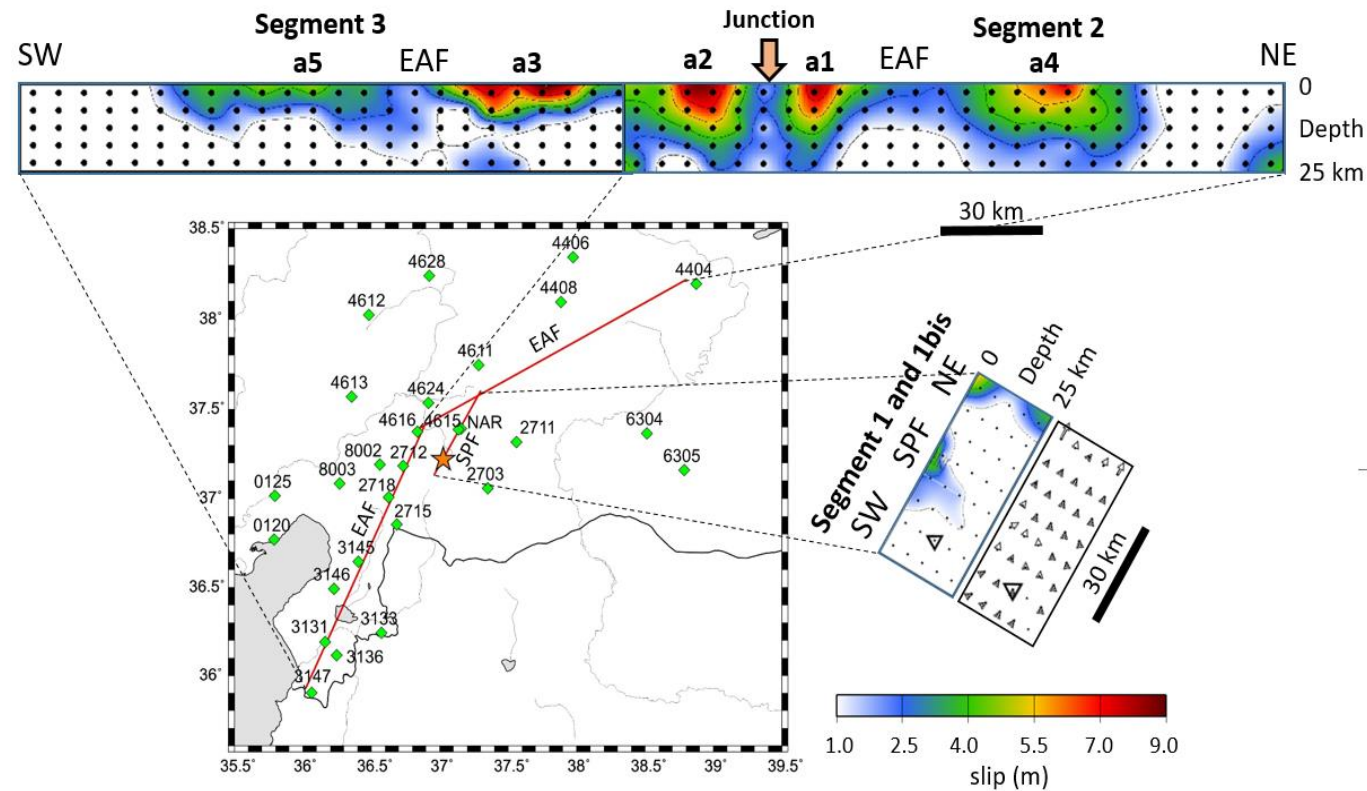 Segment 3
Junction
Segment 2
SW
a5
EAF
a3
a2
a1
EAF
a4
NE
0
Depth
25 km
30 km
38.5˚
38˚
37.5˚
37˚
36.5˚
36˚
35.5˚
36˚
36.5˚
37˚
37.5˚
38˚
38.5˚
39˚
39.5˚
4406
4628
4404
4408
4612
EAF
4611
4613
4624
4616
4615
NAR
2711
6304
SPF
8002
2712
6305
8003
2718
2703
0125
EAF
2715
0120
3145
3146
3133
3131
3136
3147
Segment 1 and 1bis
SW
SPF
NE
0
Depth
25 km
30 km
1.0
2.5
4.0
5.5
7.0
9.0
slip (m)